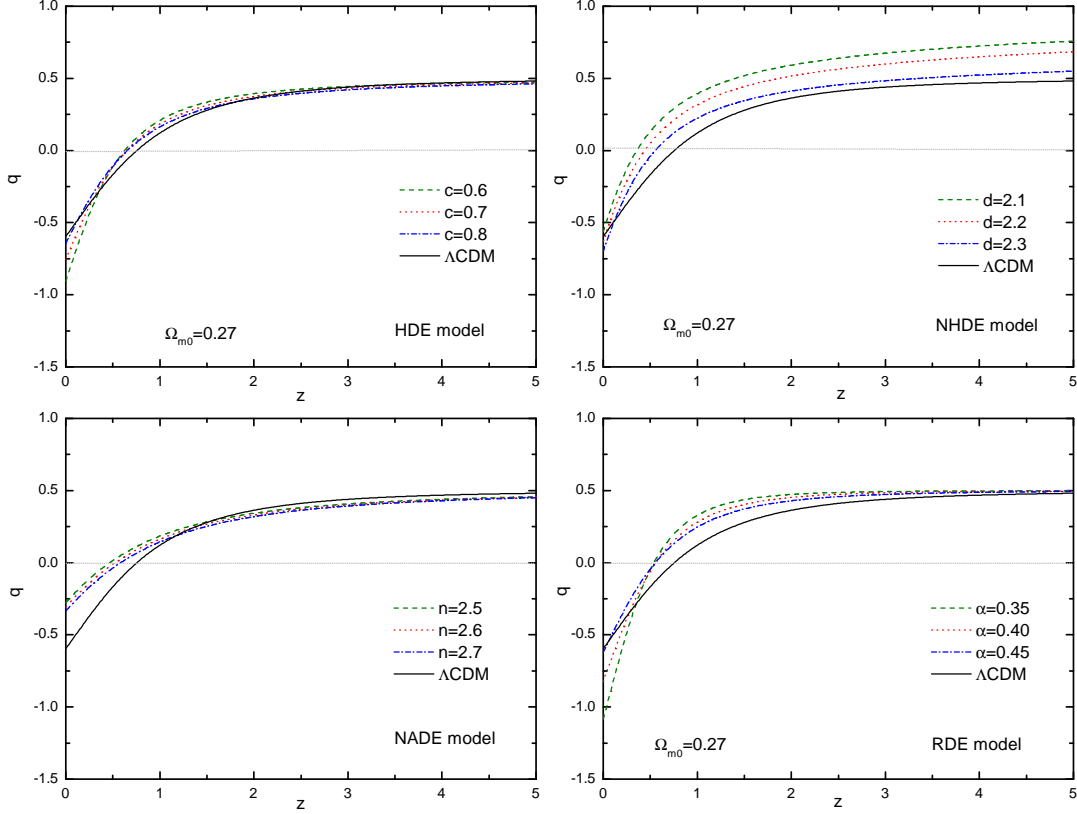 1.0
0.5
0.0
-0.5
-1.0
-1.5
q
c=0.6
c=0.7
c=0.8
ΛCDM
Ωm0=0.27
HDE model
0 1 2 3 4 5
z
1.0
0.5
0.0
-0.5
-1.0
-1.5
q
d=2.1
d=2.2
d=2.3
ΛCDM
Ωm0=0.27
NHDE model
0 1 2 3 4 5
z
1.0
0.5
0.0
-0.5
-1.0
-1.5
q
n=2.5
n=2.6
n=2.7
ΛCDM
NADE model
0 1 2 3 4 5
z
1.0
0.5
0.0
-0.5
-1.0
-1.5
q
α=0.35
α=0.40
α=0.45
ΛCDM
Ωm0=0.27
RDE model
0 1 2 3 4 5
z